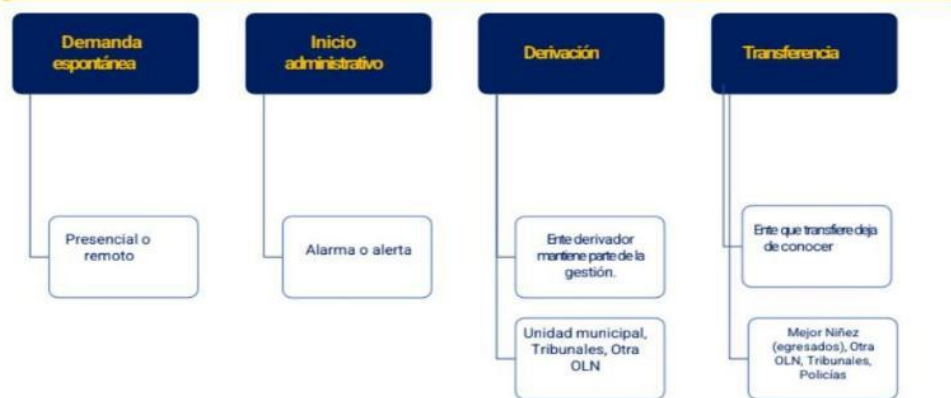 Demanda
espontánea
Inicio
administrativo
Derivación
Transferencia
Presencial o
remoto
Alarma o alerta
Ente derivador
mantiene parte de la
gestión.
Ente que transfiere deja
de conocer
Unidad municipal,
Tribunales, Otra
OLN
Mejor Niñez
(egresados), Otra
OLN, Tribunales,
Policías